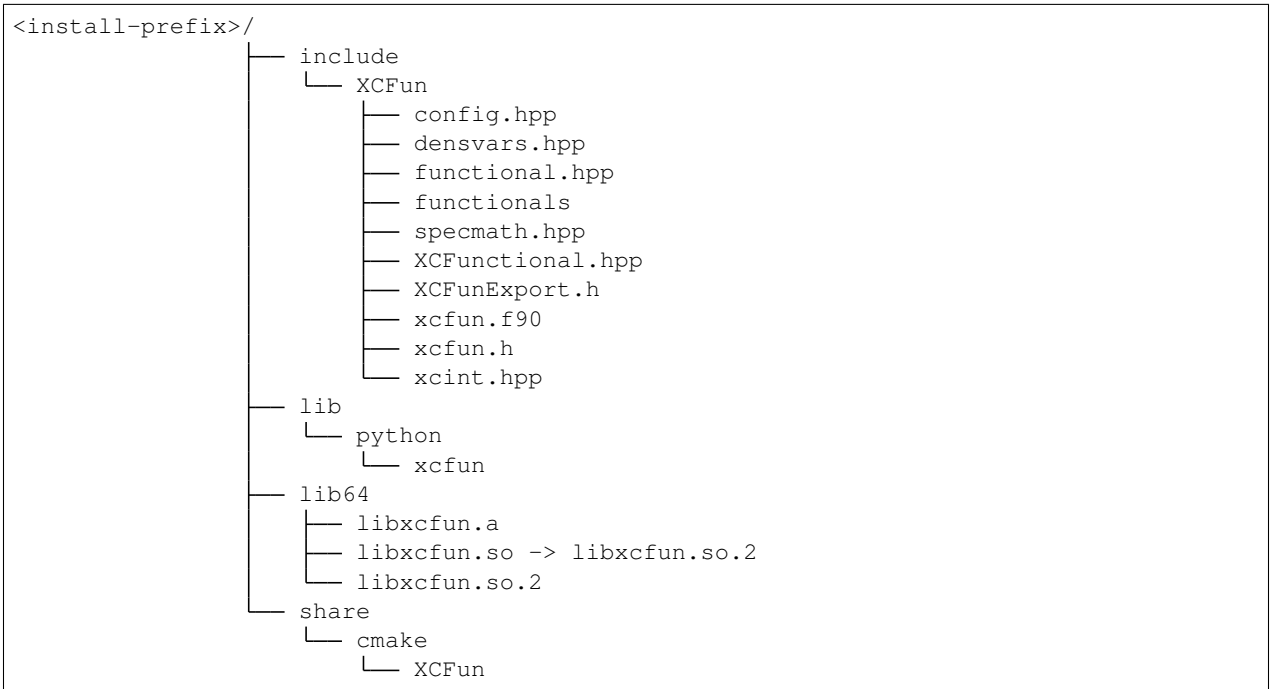 <install-prefix>/
├── include
│   └── XCFun
│       ├── config.hpp
│       ├── densvars.hpp
│       ├── functional.hpp
│       ├── functionals
│       ├── specmath.hpp
│       ├── XCFunctional.hpp
│       ├── XCFunExport.h
│       ├── xcfun.f90
│       ├── xcfun.h
│       └── xcint.hpp
├── lib
│   └── python
│       └── xcfun
├── lib64
│   ├── libxcfun.a
│   ├── libxcfun.so -> libxcfun.so.2
│   └── libxcfun.so.2
└── share
    └── cmake
        └── XCFun